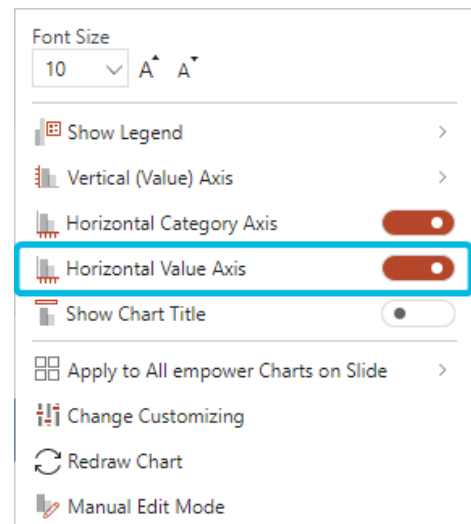 Font Size
10 A A
Show Legend
Vertical (Value) Axis
Horizontal Category Axis
Horizontal Value Axis
Show Chart Title
Apply to All empower Charts on Slide
Change Customizing
Redraw Chart
Manual Edit Mode